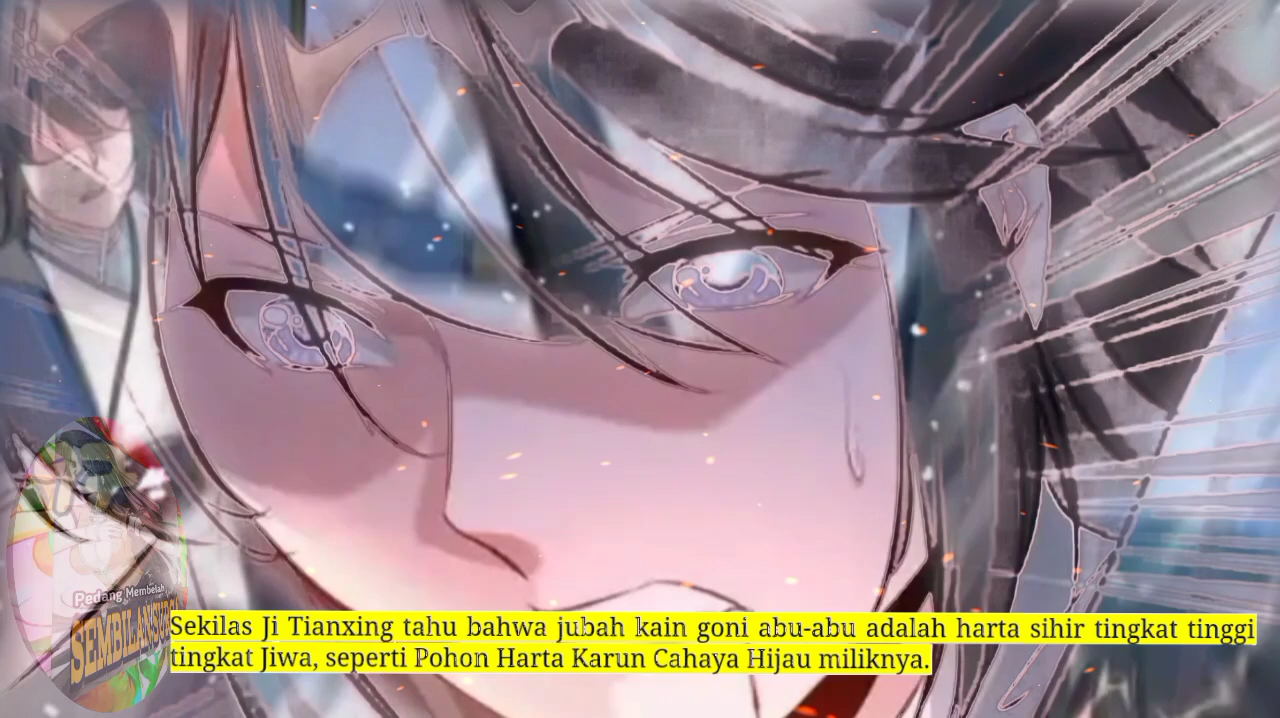 Pedang Membelah
SEMBILAN SURGA
Sekilas Ji Tianxing tahu bahwa jubah kain goni abu-abu adalah harta sihir tingkat tinggi
tingkat Jiwa, seperti Pohon Harta Karun Cahaya Hijau miliknya.